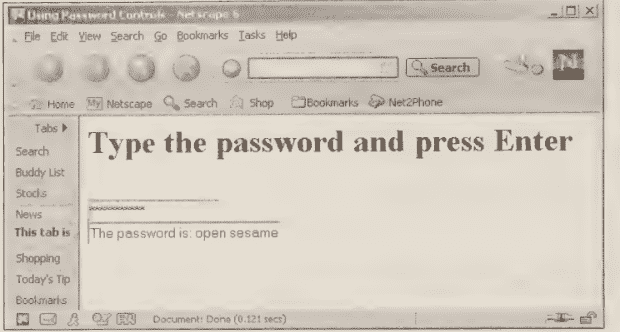 Using Password Controls - Netscape 6
File Edit View Search Go Bookmarks Tasks Help
Search
N
Home My Netscape Search Shop Bookmarks Net2Phone
Tabs
Search
Buddy List
Stocks
News
This tab is
Shopping
Today's Tip
Bookmarks
Type the password and press Enter
***********
The password is: open sesame
Document: Done (0.121 secs)